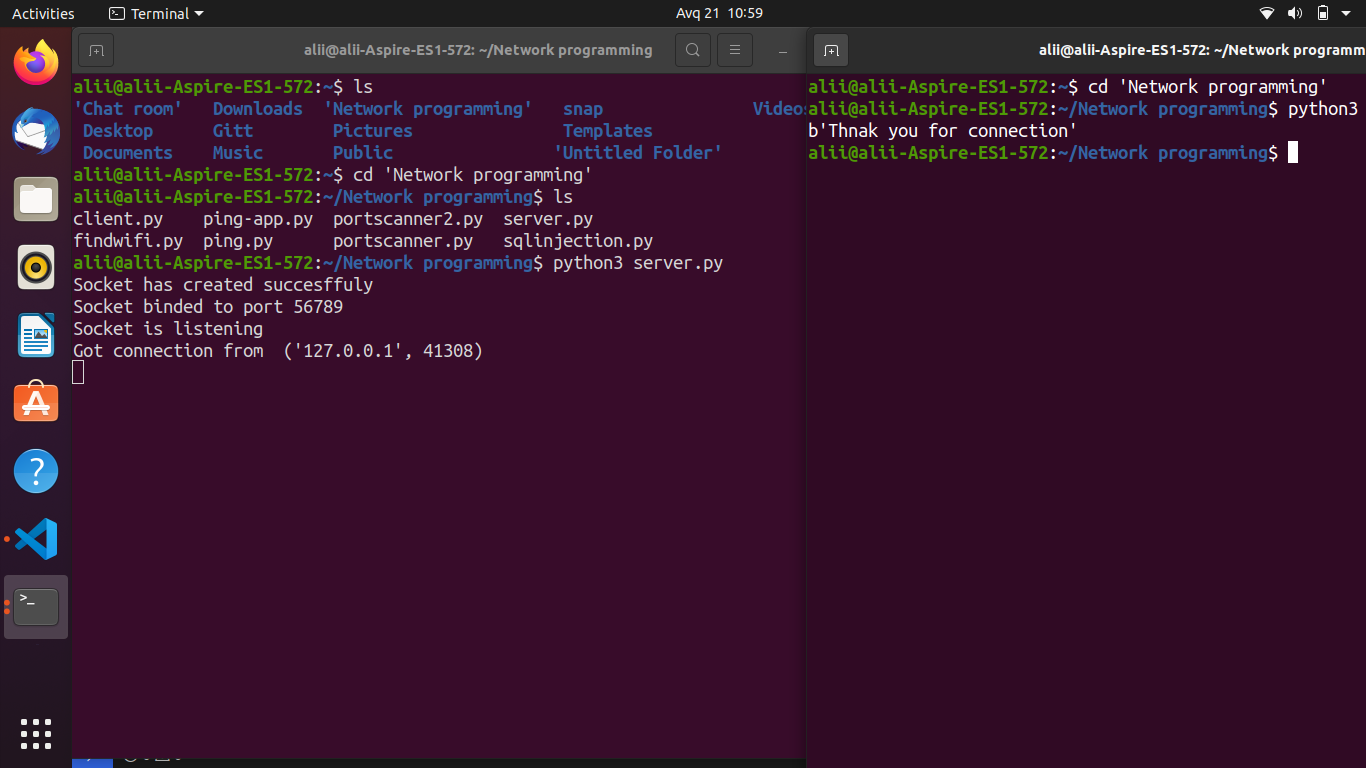 Activities Terminal Avq 21 10:59
alii@alii-Aspire-ES1-572: ~/Network programming
alii@alii-Aspire-ES1-572:~$ ls
'Chat room' Downloads 'Network programming' snap Videos
Desktop Gitt Pictures Templates
Documents Music Public 'Untitled Folder'
alii@alii-Aspire-ES1-572:~$ cd 'Network programming'
alii@alii-Aspire-ES1-572:~/Network programming$ ls
client.py ping-app.py portscanner2.py server.py
findwifi.py ping.py portscanner.py sqlinjection.py
alii@alii-Aspire-ES1-572:~/Network programming$ python3 server.py
Socket has created succesffuly
Socket binded to port 56789
Socket is listening
Got connection from ('127.0.0.1', 41308)
alii@alii-Aspire-ES1-572: ~/Network programm
alii@alii-Aspire-ES1-572:~$ cd 'Network programming'
alii@alii-Aspire-ES1-572:~/Network programming$ python3
b'Thnak you for connection'
alii@alii-Aspire-ES1-572:~/Network programming$